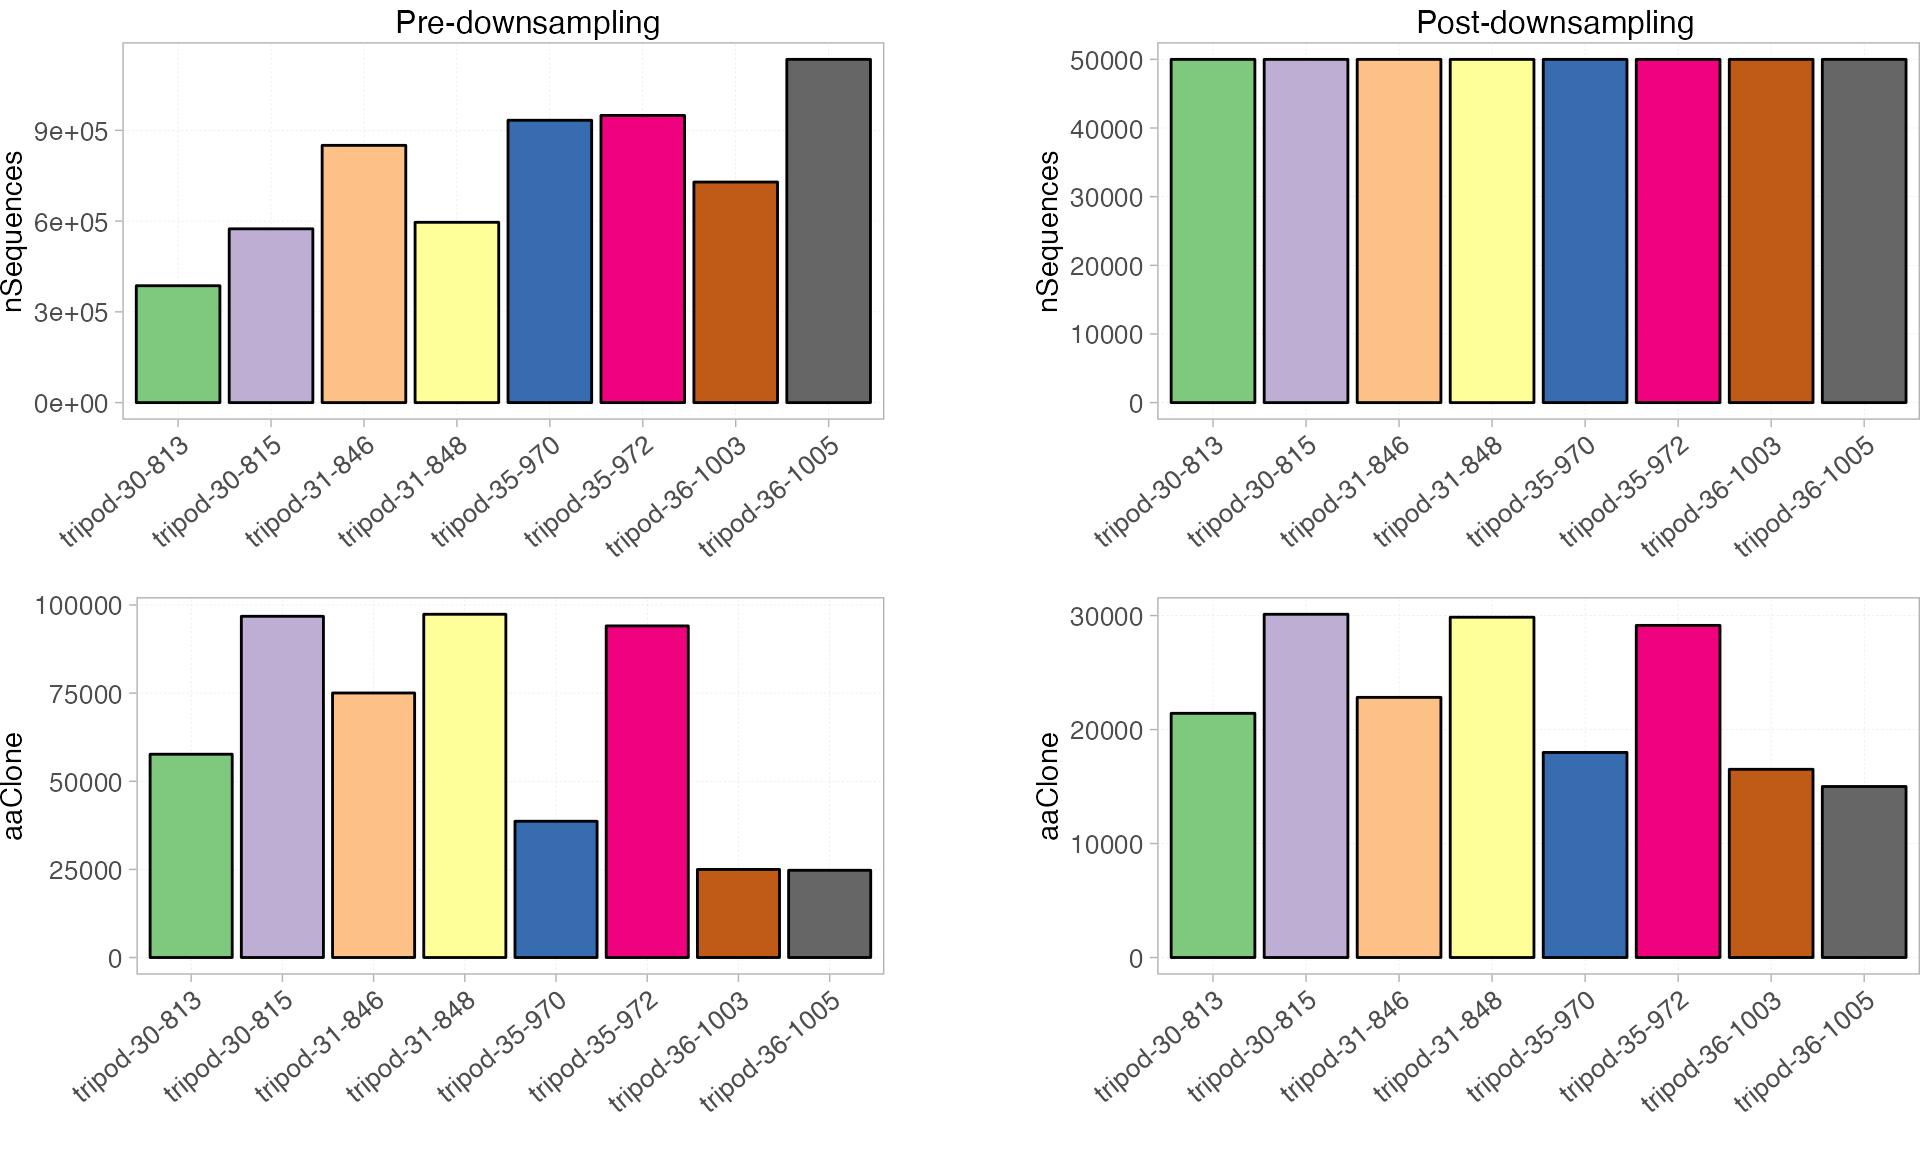 Pre-downsampling
nSequences
9e+05
6e+05
3e+05
0e+00
tripod-30-813
tripod-30-815
tripod-31-846
tripod-31-848
tripod-35-970
tripod-35-972
tripod-36-1003
tripod-36-1005
Post-downsampling
nSequences
50000
40000
30000
20000
10000
0
tripod-30-813
tripod-30-815
tripod-31-846
tripod-31-848
tripod-35-970
tripod-35-972
tripod-36-1003
tripod-36-1005
aaClone
100000
75000
50000
25000
0
tripod-30-813
tripod-30-815
tripod-31-846
tripod-31-848
tripod-35-970
tripod-35-972
tripod-36-1003
tripod-36-1005
aaClone
30000
20000
10000
0
tripod-30-813
tripod-30-815
tripod-31-846
tripod-31-848
tripod-35-970
tripod-35-972
tripod-36-1003
tripod-36-1005